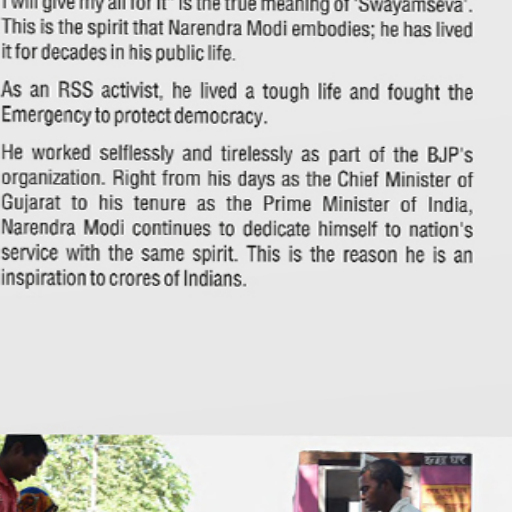 I will give my all for it" is the true meaning of 'Swayamseva'.
This is the spirit that Narendra Modi embodies; he has lived
it for decades in his public life.
As an RSS activist, he lived a tough life and fought the
Emergency to protect democracy.
He worked selflessly and tirelessly as part of the BJP's
organization. Right from his days as the Chief Minister of
Gujarat to his tenure as the Prime Minister of India,
Narendra Modi continues to dedicate himself to nation's
service with the same spirit. This is the reason he is an
inspiration to crores of Indians.